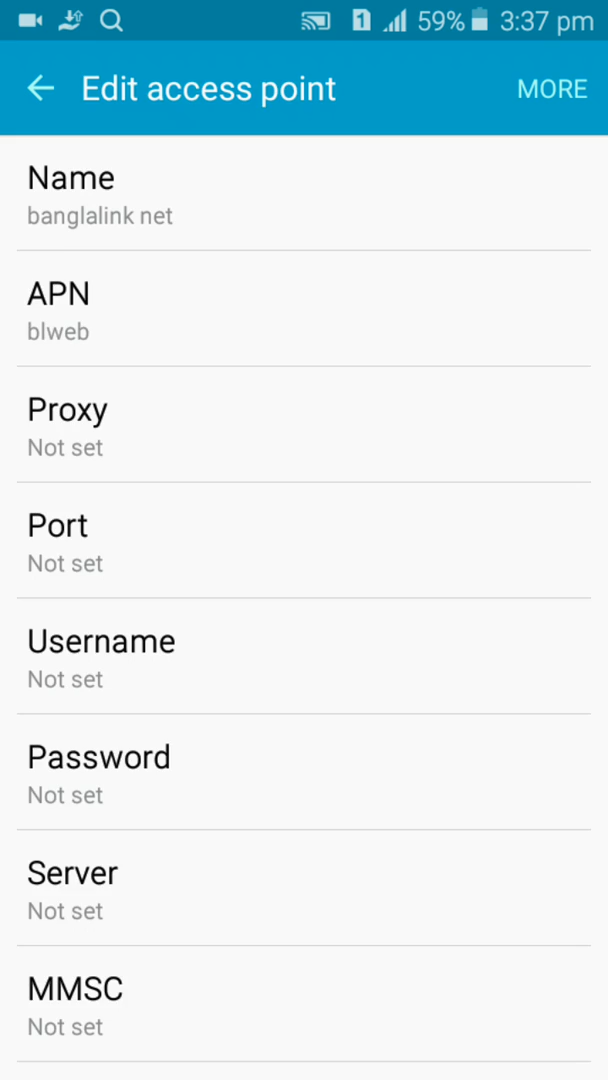 1 59% 3:37 pm
Edit access point MORE
Name
banglalink net
APN
blweb
Proxy
Not set
Port
Not set
Username
Not set
Password
Not set
Server
Not set
MMSC
Not set